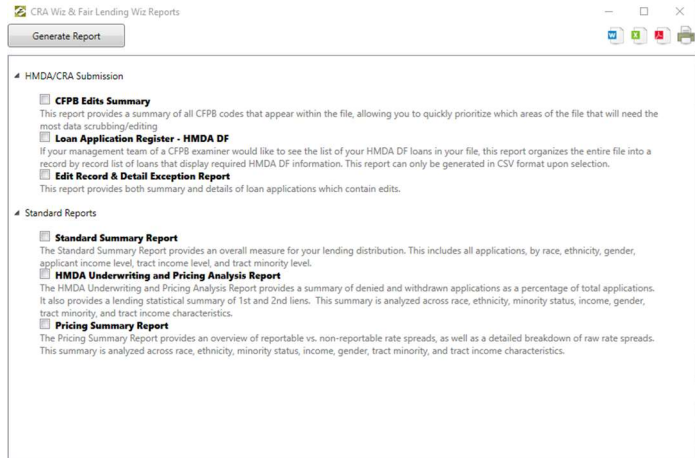 CRA Wiz & Fair Lending Wiz Reports
Generate Report
HMDA/CRA Submission
CFPB Edits Summary
This report provides a summary of all CFPB codes that appear within the file, allowing you to quickly prioritize which areas of the file that will need the
most data scrubbing/editing
Loan Application Register - HMDA DF
If your management team of a CFPB examiner would like to see the list of your HMDA DF loans in your file, this report organizes the entire file into a
record by record list of loans that display required HMDA DF information. This report can only be generated in CSV format upon selection.
Edit Record & Detail Exception Report
This report provides both summary and details of loan applications which contain edits.
Standard Reports
Standard Summary Report
The Standard Summary Report provides an overall measure for your lending distribution. This includes all applications, by race, ethnicity, gender,
applicant income level, tract income level, and tract minority level.
HMDA Underwriting and Pricing Analysis Report
The HMDA Underwriting and Pricing Analysis Report provides a summary of denied and withdrawn applications as a percentage of total applications.
It also provides a lending statistical summary of 1st and 2nd liens. This summary is analyzed across race, ethnicity, minority status, income, gender,
tract minority, and tract income characteristics.
Pricing Summary Report
The Pricing Summary Report provides an overview of reportable vs. non-reportable rate spreads, as well as a detailed breakdown of raw rate spreads.
This summary is analyzed across race, ethnicity, minority status, income, gender, tract minority, and tract income characteristics.